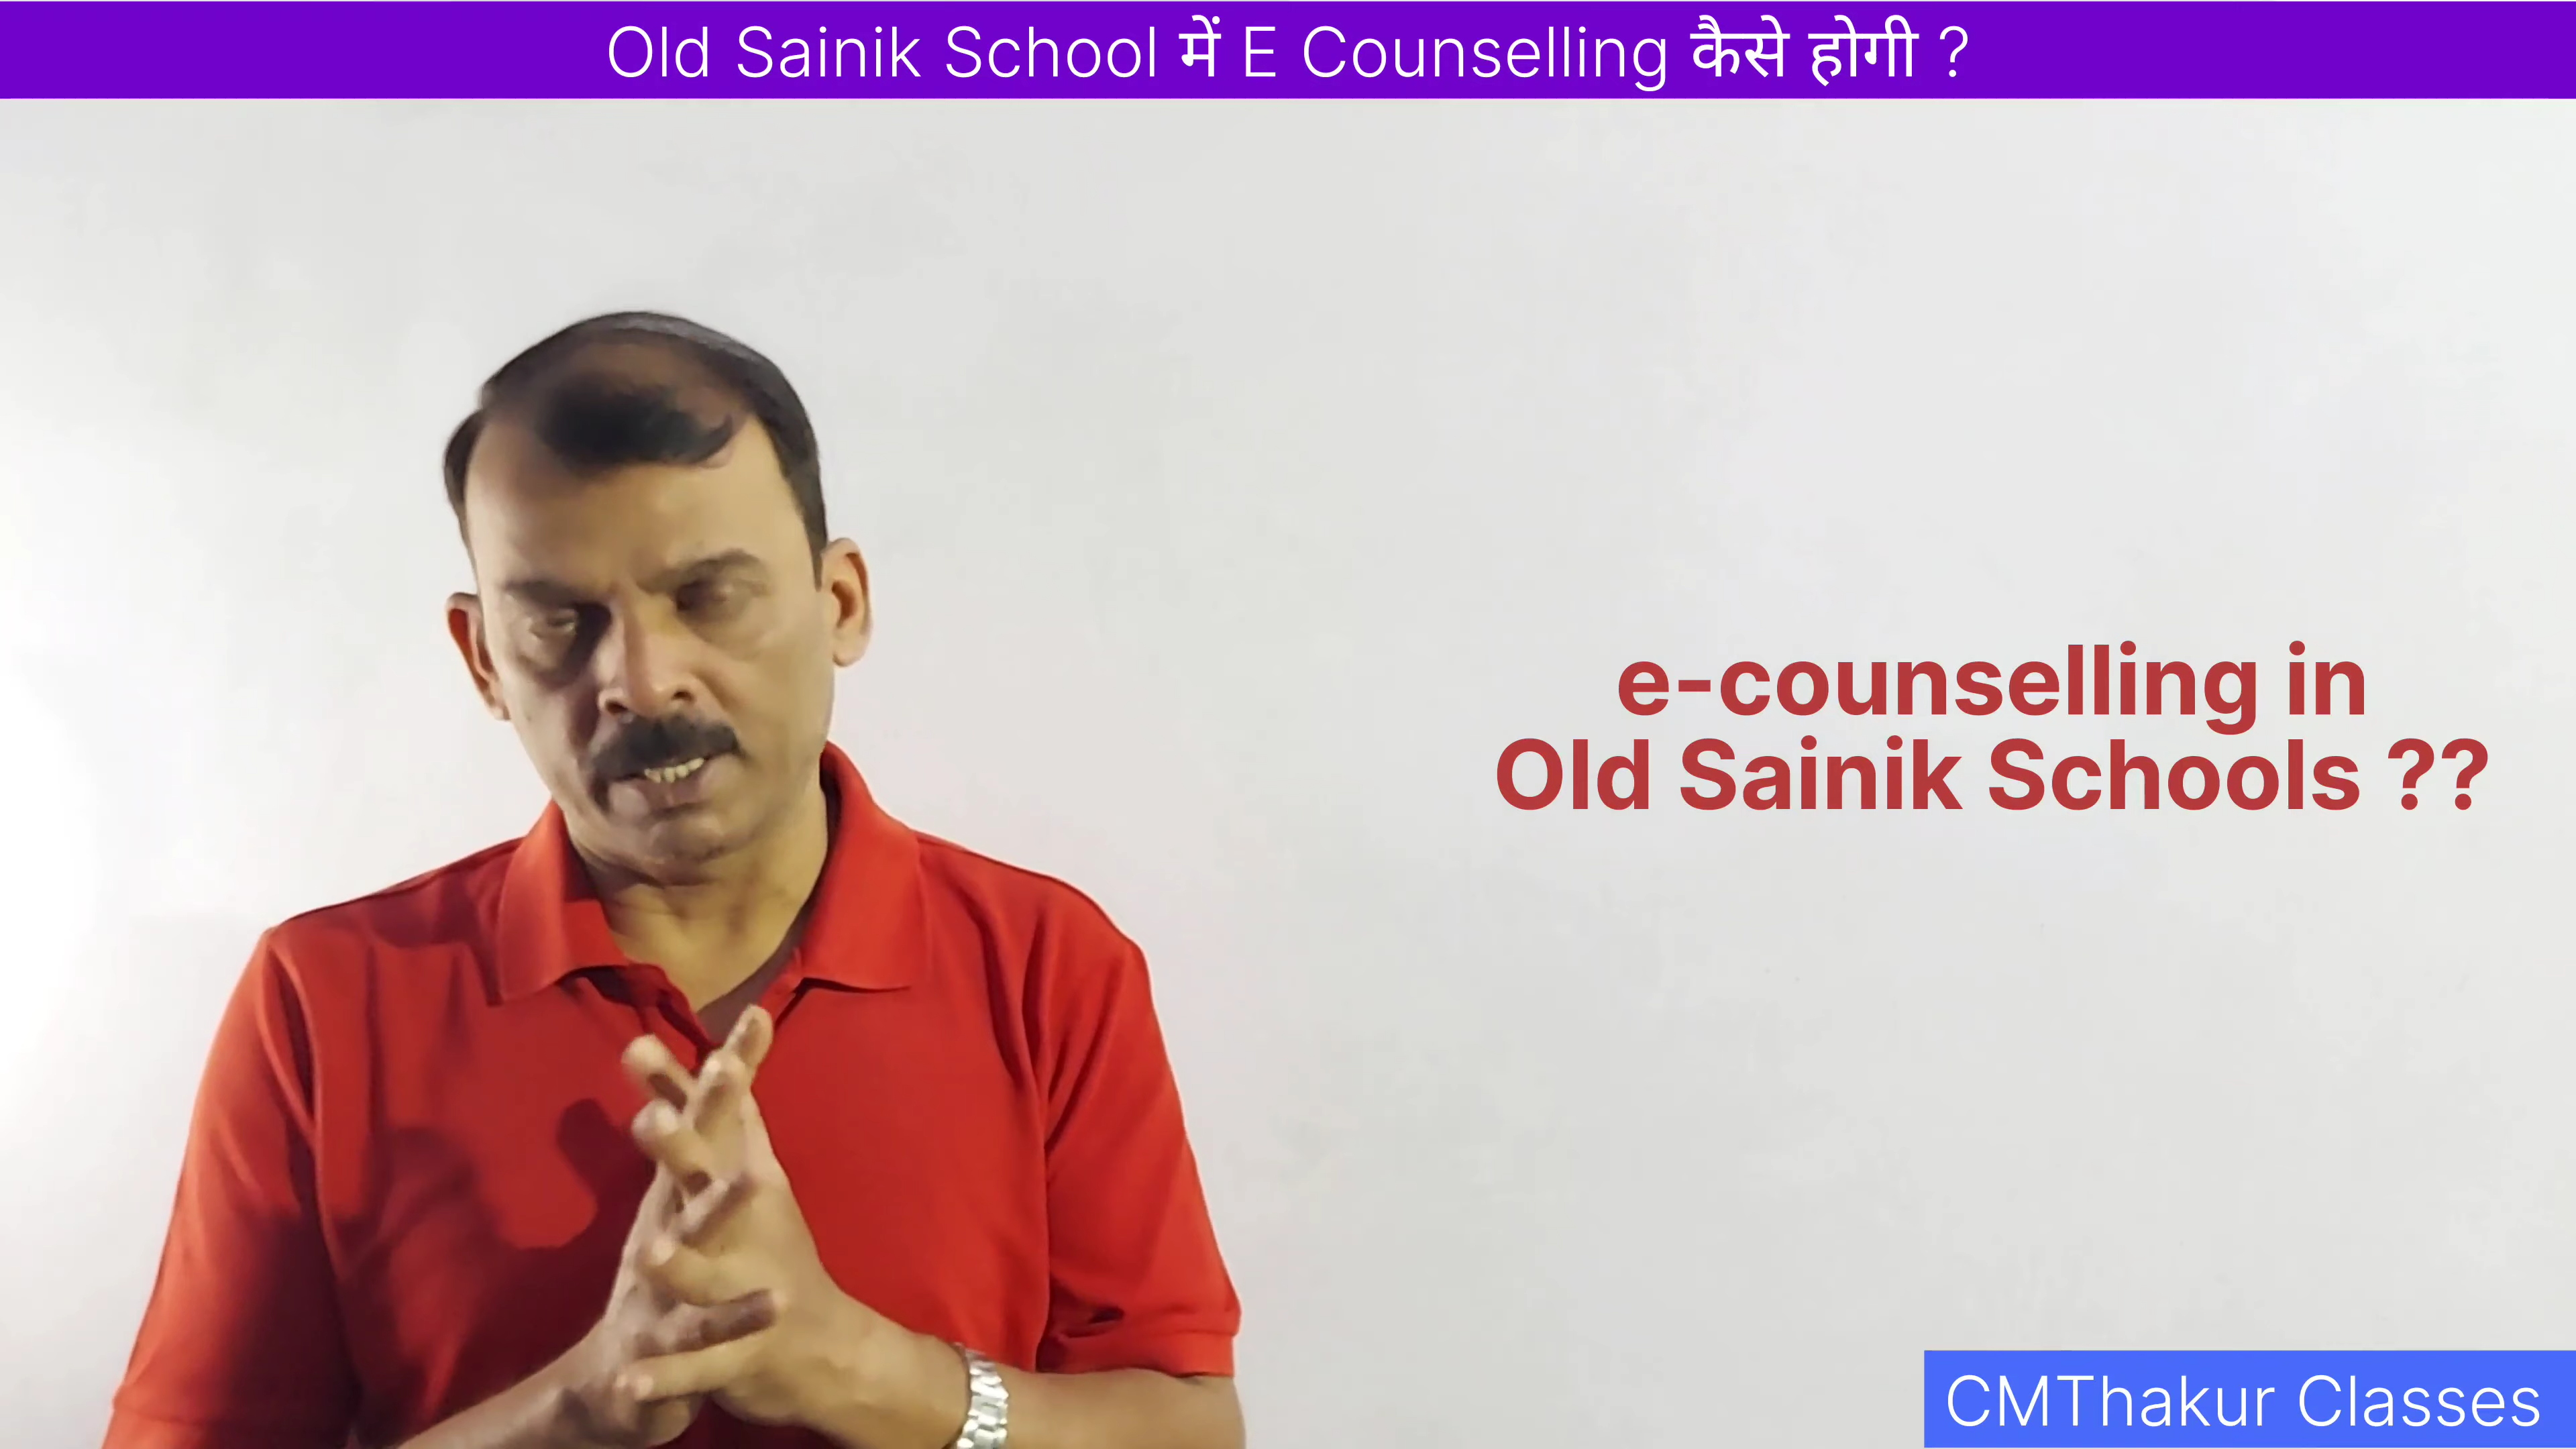 Old Sainik School में E Counselling कैसे होगी ?
e-counselling in
Old Sainik Schools ??
CMThakur Classes